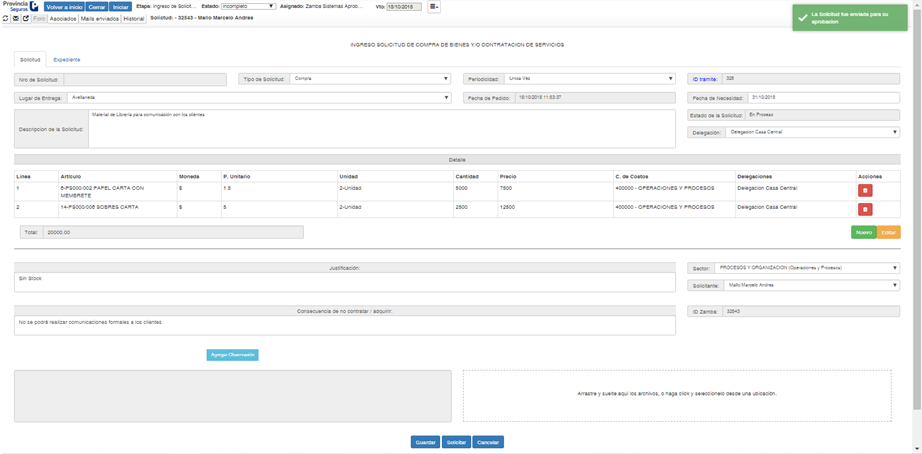 Provincia
Seguros
Volver a inicio Cerrar Iniciar Etapa: Ingreso de Solicit... Estado: Incompleto Asignado: Zamba Sistemas Aprob... Vto: 18/10/2018
Foro Asociados Mails enviados Historial Solicitud: - 32543 - Mallo Marcelo Andres
La Solicitud fue enviada para su
aprobacion
INGRESO SOLICITUD DE COMPRA DE BIENES Y/O CONTRATACION DE SERVICIOS
Solicitud Expediente
Nro de Solicitud: Tipo de Solicitud: Compra Periodicidad: Unica Vez ID tramite: 326
Lugar de Entrega: Avellaneda Fecha de Pedido: 18/10/2018 11:53:37 Fecha de Necesidad: 31/10/2018
Descripcion de la Solicitud: Material de Libreria para comunicación con los clientes Estado de la Solicitud: En Proceso
Delegación: Delegacion Casa Central
Detalle
Linea Artículo Moneda P. Unitario Unidad Cantidad Precio C. de Costos Delegaciones Acciones
1 6-PS000/002 PAPEL CARTA CON MEMBRETE $ 1.5 2-Unidad 5000 7500 400000 - OPERACIONES Y PROCESOS Delegacion Casa Central
2 14-PS000/006 SOBRES CARTA $ 5 2-Unidad 2500 12500 400000 - OPERACIONES Y PROCESOS Delegacion Casa Central
Total: 20000.00 Nuevo Editar
Justificación: Sector: PROCESOS Y ORGANIZACION (Operaciones y Procesos)
Sin Stock Solicitante: Mallo Marcelo Andres
Consecuencia de no contratar / adquirir: ID Zamba: 32543
No se podrá realizar comunicaciones formales a los clientes
Agregar Observación
Arrastre y suelte aquí los archivos, o haga click y selecciónelo desde una ubicación.
Guardar Solicitar Cancelar